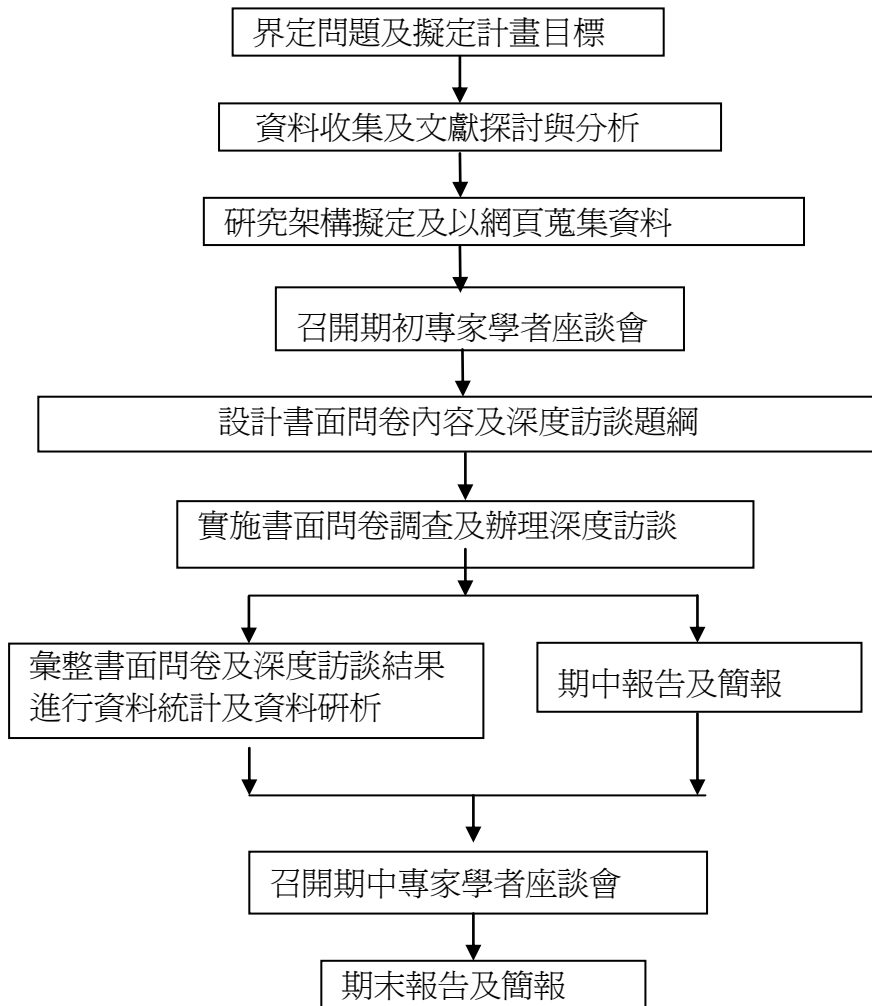 界定問題及擬定計畫目標
資料收集及文獻探討與分析
研究架構擬定及以網頁蒐集資料
召開期初專家學者座談會
設計書面問卷內容及深度訪談題綱
實施書面問卷調查及辦理深度訪談
彙整書面問卷及深度訪談結果
進行資料統計及資料研析
期中報告及簡報
召開期中專家學者座談會
期末報告及簡報